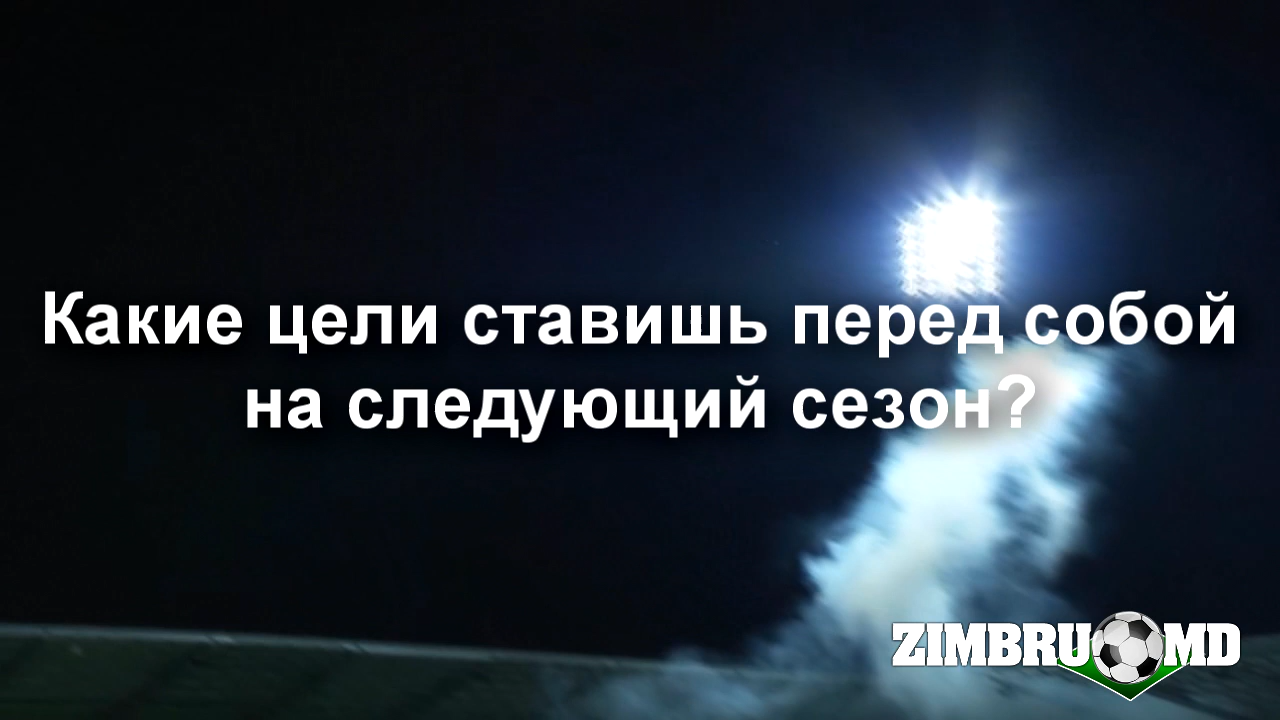 Какие цели ставишь перед собой
на следующий сезон?
ZIMBRU MD